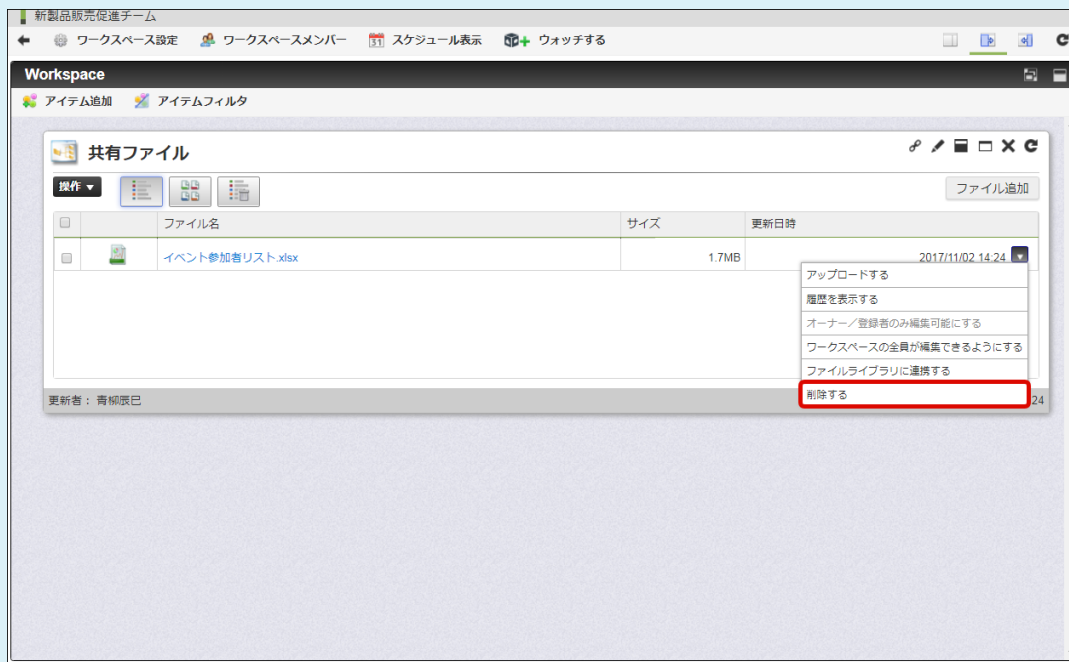 新製品販売促進チーム
ワークスペース設定 ワークスペースメンバー 31 スケジュール表示 ウォッチする
Workspace
アイテム追加 アイテムフィルタ
共有ファイル
操作 ▼ ファイル追加
ファイル名 サイズ 更新日時
イベント参加者リスト.xlsx 1.7MB 2017/11/02 14:24
アップロードする
履歴を表示する
オーナー／登録者のみ編集可能にする
ワークスペースの全員が編集できるようにする
ファイルライブラリに連携する
削除する
更新者： 青柳辰巳 24